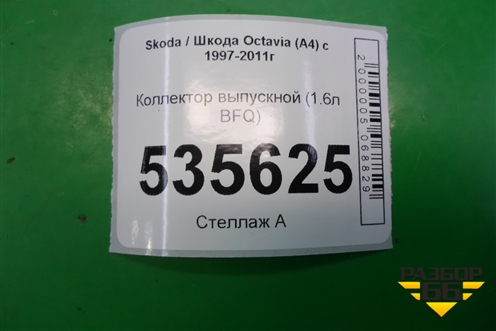 Skoda / Шкода Octavia (A4) с
1997-2011г
Коллектор выпускной (1.6л
BFQ)
535625
Стеллаж А
2000005068829
РАЗБОР
66